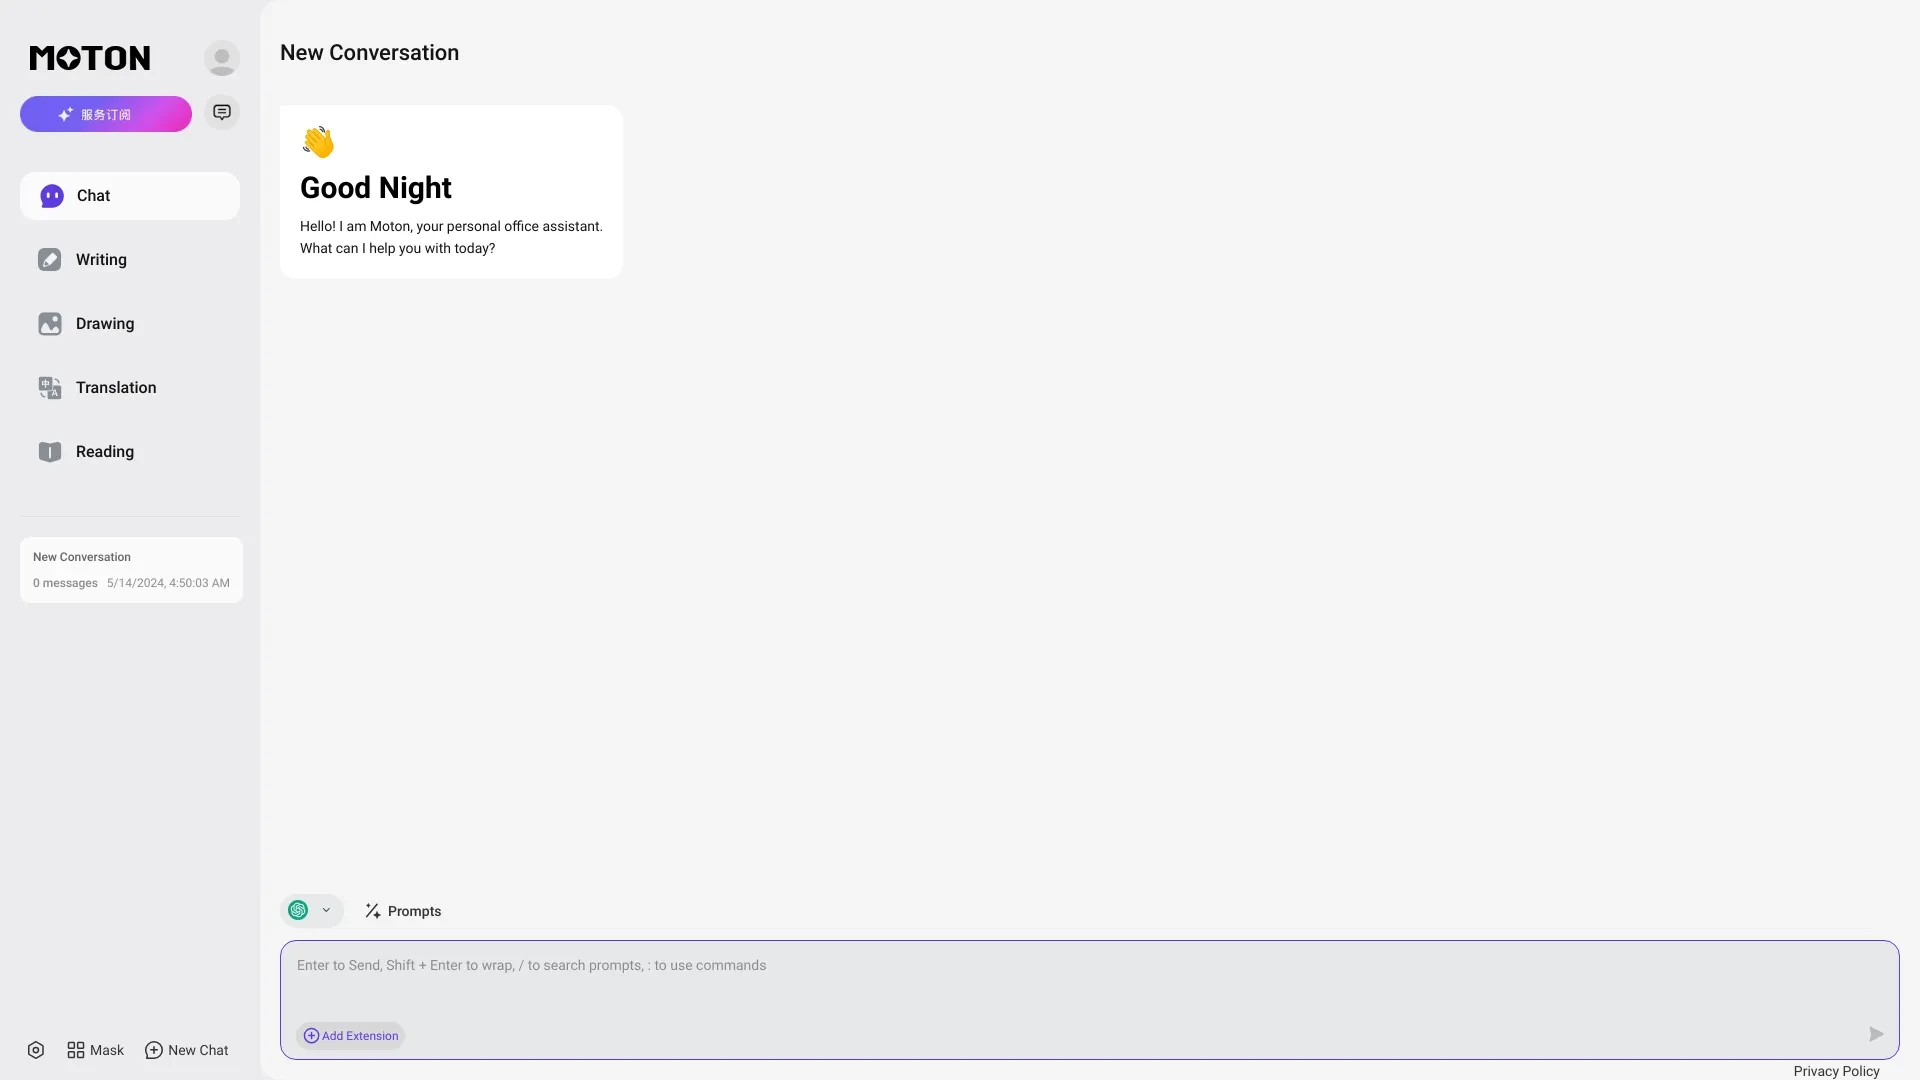 MOTON
服务订阅
Chat
Writing
Drawing
Translation
Reading
New Conversation
0 messages 5/14/2024, 4:50:03 AM
Mask
New Chat
New Conversation
👋
Good Night
Hello! I am Moton, your personal office assistant.
What can I help you with today?
Prompts
Enter to Send, Shift + Enter to wrap, / to search prompts, : to use commands
Add Extension
Privacy Policy